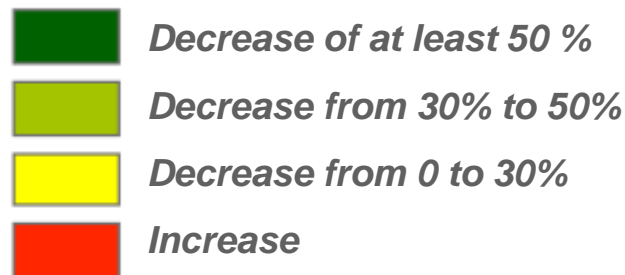 Decrease of at least 50 %
Decrease from 30% to 50%
Decrease from 0 to 30%
Increase